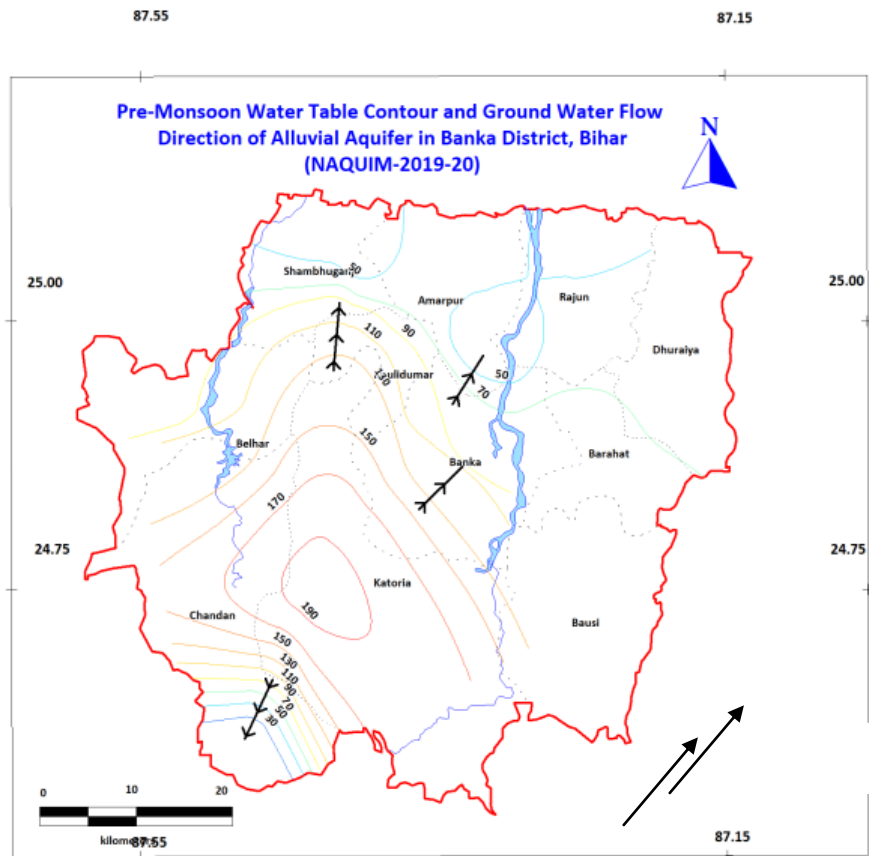 87.55
87.15
Pre-Monsoon Water Table Contour and Ground Water Flow
Direction of Alluvial Aquifer in Banka District, Bihar
(NAQUIM-2019-20)
N
50
Shambhuganj
25.00
25.00
Amarpur
Rajun
110
90
Dhuraiya
130
50
70
150
Belhar
Banka
Barahat
170
24.75
24.75
Katoria
190
Chandan
Bausi
150
130
110
90
70
50
30
0
10
20
87.55
87.15